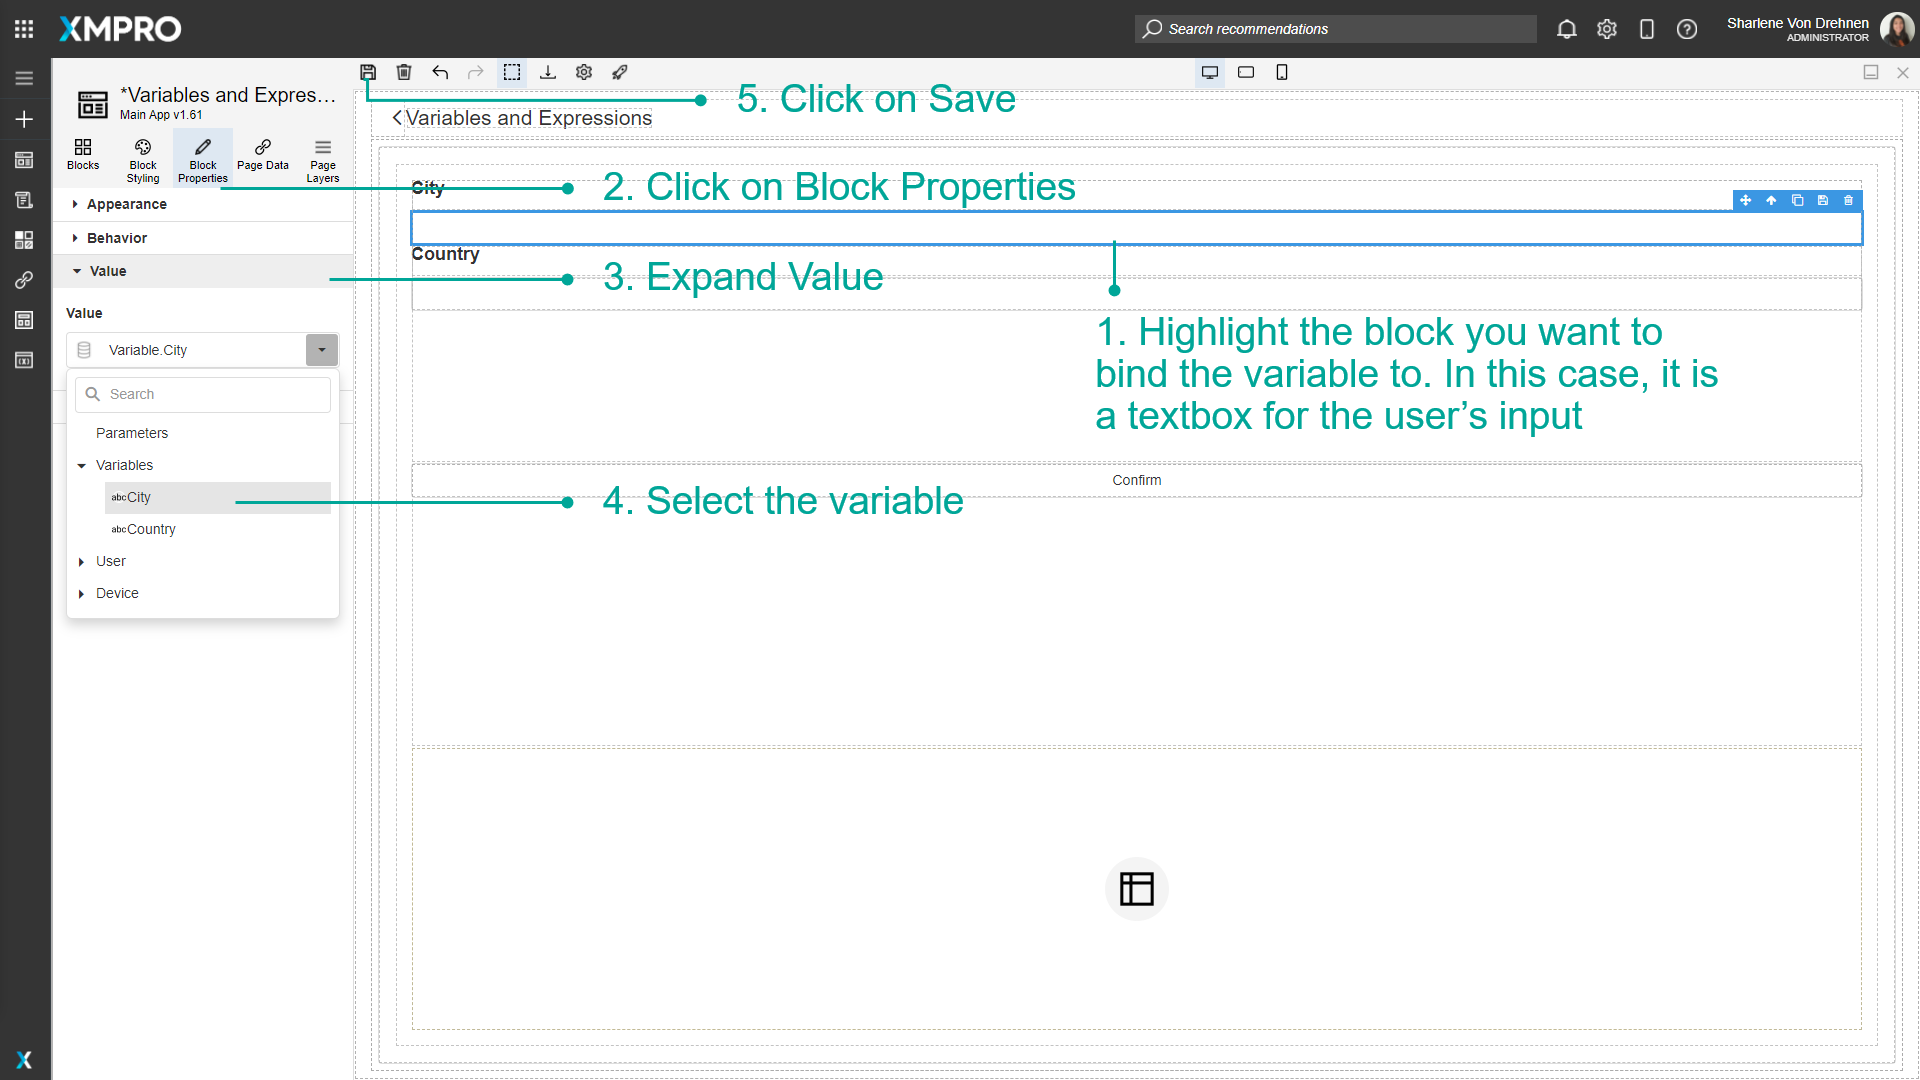 XMPRO
Search recommendations
Sharlene Von Drehnen
ADMINISTRATOR
*Variables and Expres...
Main App v1.61
Blocks
Block Styling
Block Properties
Page Data
Page Layers
5. Click on Save
Variables and Expressions
Appearance
Behavior
Value
Value
Variable.City
Search
Parameters
Variables
abcCity
abcCountry
User
Device
City
2. Click on Block Properties
Country
3. Expand Value
1. Highlight the block you want to
bind the variable to. In this case, it is
a textbox for the user’s input
Confirm
4. Select the variable
X